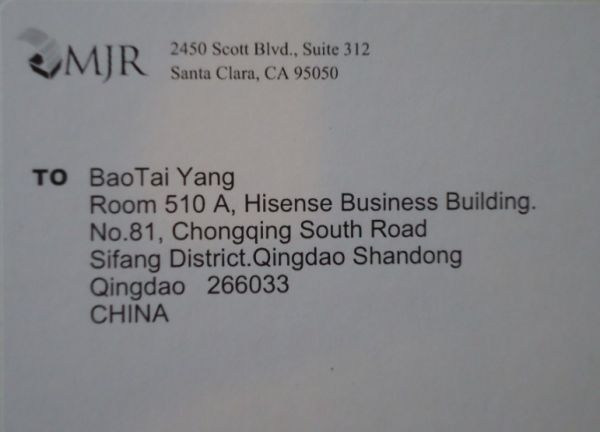 MJR
2450 Scott Blvd., Suite 312
Santa Clara, CA 95050
TO BaoTai Yang
Room 510 A, Hisense Business Building.
No.81, Chongqing South Road
Sifang District.Qingdao Shandong
Qingdao 266033
CHINA